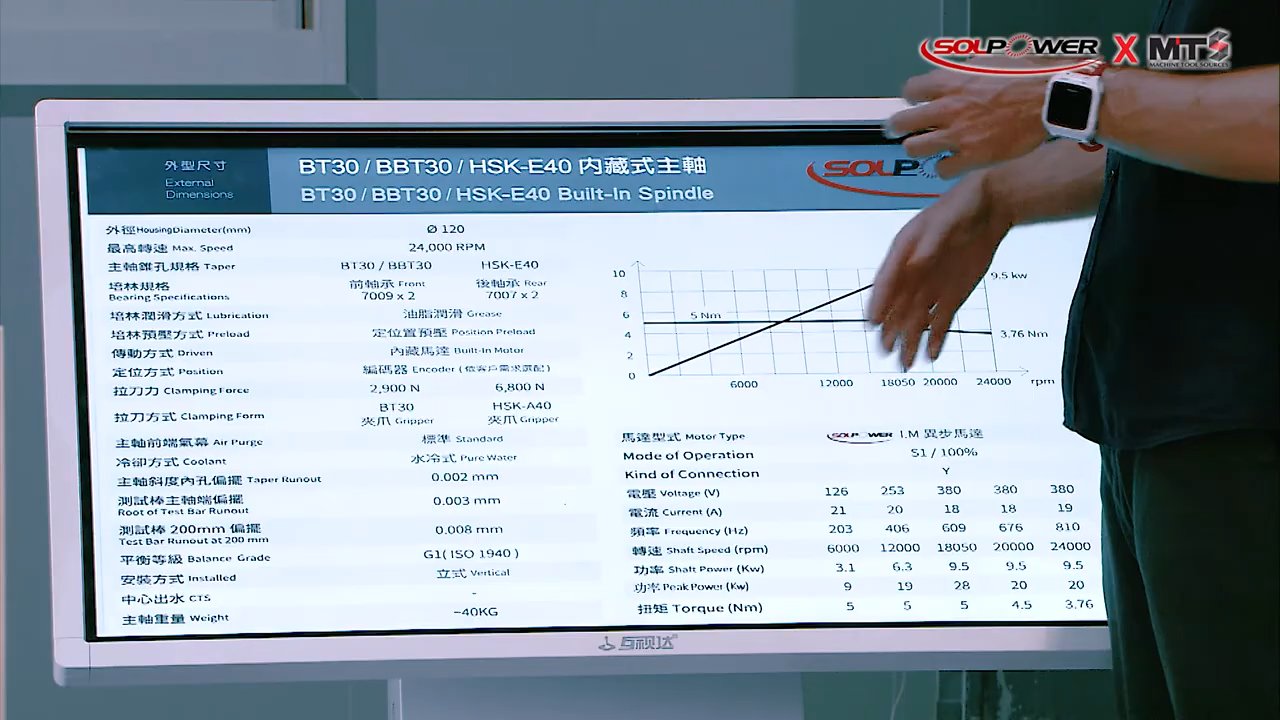 SOLPOWER X MTS
MACHINE TOOL SOURCES
外型尺寸
External
Dimensions
BT30 / BBT30 / HSK-E40 內藏式主軸
BT30 / BBT30 / HSK-E40 Built-In Spindle
SOLPO
外徑 Housing Diameter(mm) Ø 120
最高轉速 Max. Speed 24,000 RPM
主軸錐孔規格 Taper BT30 / BBT30 HSK-E40
培林規格 前軸承 Front 後軸承 Rear
Bearing Specifications 7009 x 2 7007 x 2
培林潤滑方式 Lubrication 油脂潤滑 Grease
培林預壓方式 Preload 定位置預壓 Position Preload
傳動方式 Driven 內藏馬達 Built-In Motor
定位方式 Position 編碼器 Encoder ( 依客戶需求選配 )
拉刀力 Clamping Force 2,900 N 6,800 N
拉刀方式 Clamping Form BT30 HSK-A40
夾爪 Gripper 夾爪 Gripper
主軸前端氣幕 Air Purge 標準 Standard
冷卻方式 Coolant 水冷式 Pure Water
主軸斜度內孔偏擺 Taper Runout 0.002 mm
測試棒主軸端偏擺 0.003 mm
Root of Test Bar Runout
測試棒 200mm 偏擺 0.008 mm
Test Bar Runout at 200 mm
平衡等級 Balance Grade G1( ISO 1940 )
安裝方式 Installed 立式 Vertical
中心出水 CTS -
主軸重量 Weight ~40KG
10
8
6
4
2
0
5 Nm
9.5 kw
3.76 Nm
6000 12000 18050 20000 24000 rpm
馬達型式 Motor Type SOLPOWER I.M 異步馬達
Mode of Operation S1 / 100%
Kind of Connection Y
電壓 Voltage (V) 126 253 380 380 380
電流 Current (A) 21 20 18 18 19
頻率 Frequency (Hz) 203 406 609 676 810
轉速 Shaft Speed (rpm) 6000 12000 18050 20000 24000
功率 Shaft Power (Kw) 3.1 6.3 9.5 9.5 9.5
功率 Peak Power (Kw) 9 19 28 20 20
扭矩 Torque (Nm) 5 5 5 4.5 3.76
互视达